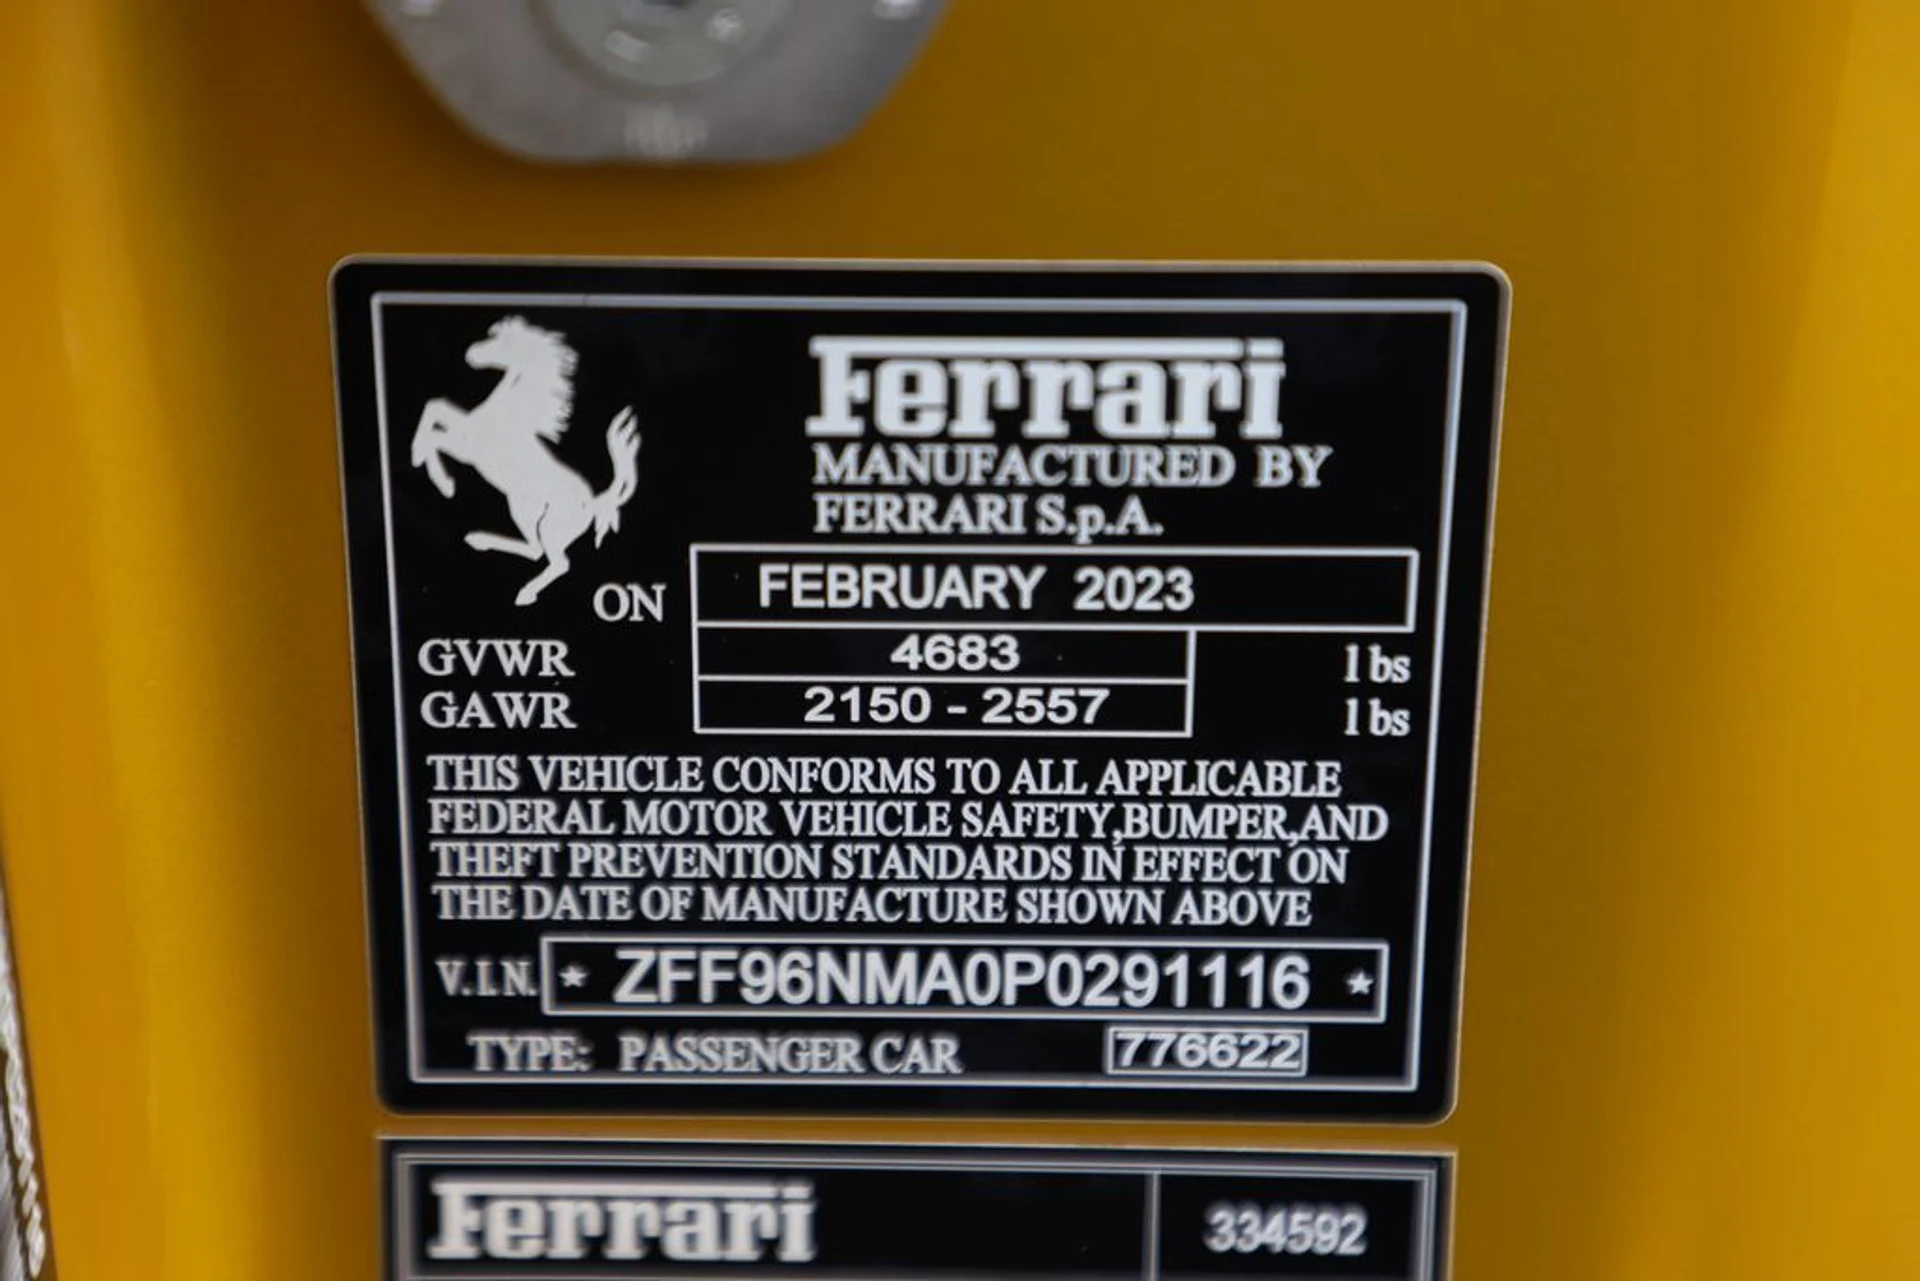 Ferrari
MANUFACTURED BY
FERRARI S.p.A.
ON FEBRUARY 2023
GVWR 4683 lbs
GAWR 2150 - 2557 lbs
THIS VEHICLE CONFORMS TO ALL APPLICABLE
FEDERAL MOTOR VEHICLE SAFETY,BUMPER,AND
THEFT PREVENTION STANDARDS IN EFFECT ON
THE DATE OF MANUFACTURE SHOWN ABOVE
V.I.N. ★ ZFF96NMA0P0291116 ★
TYPE: PASSENGER CAR 776622
Ferrari 334592